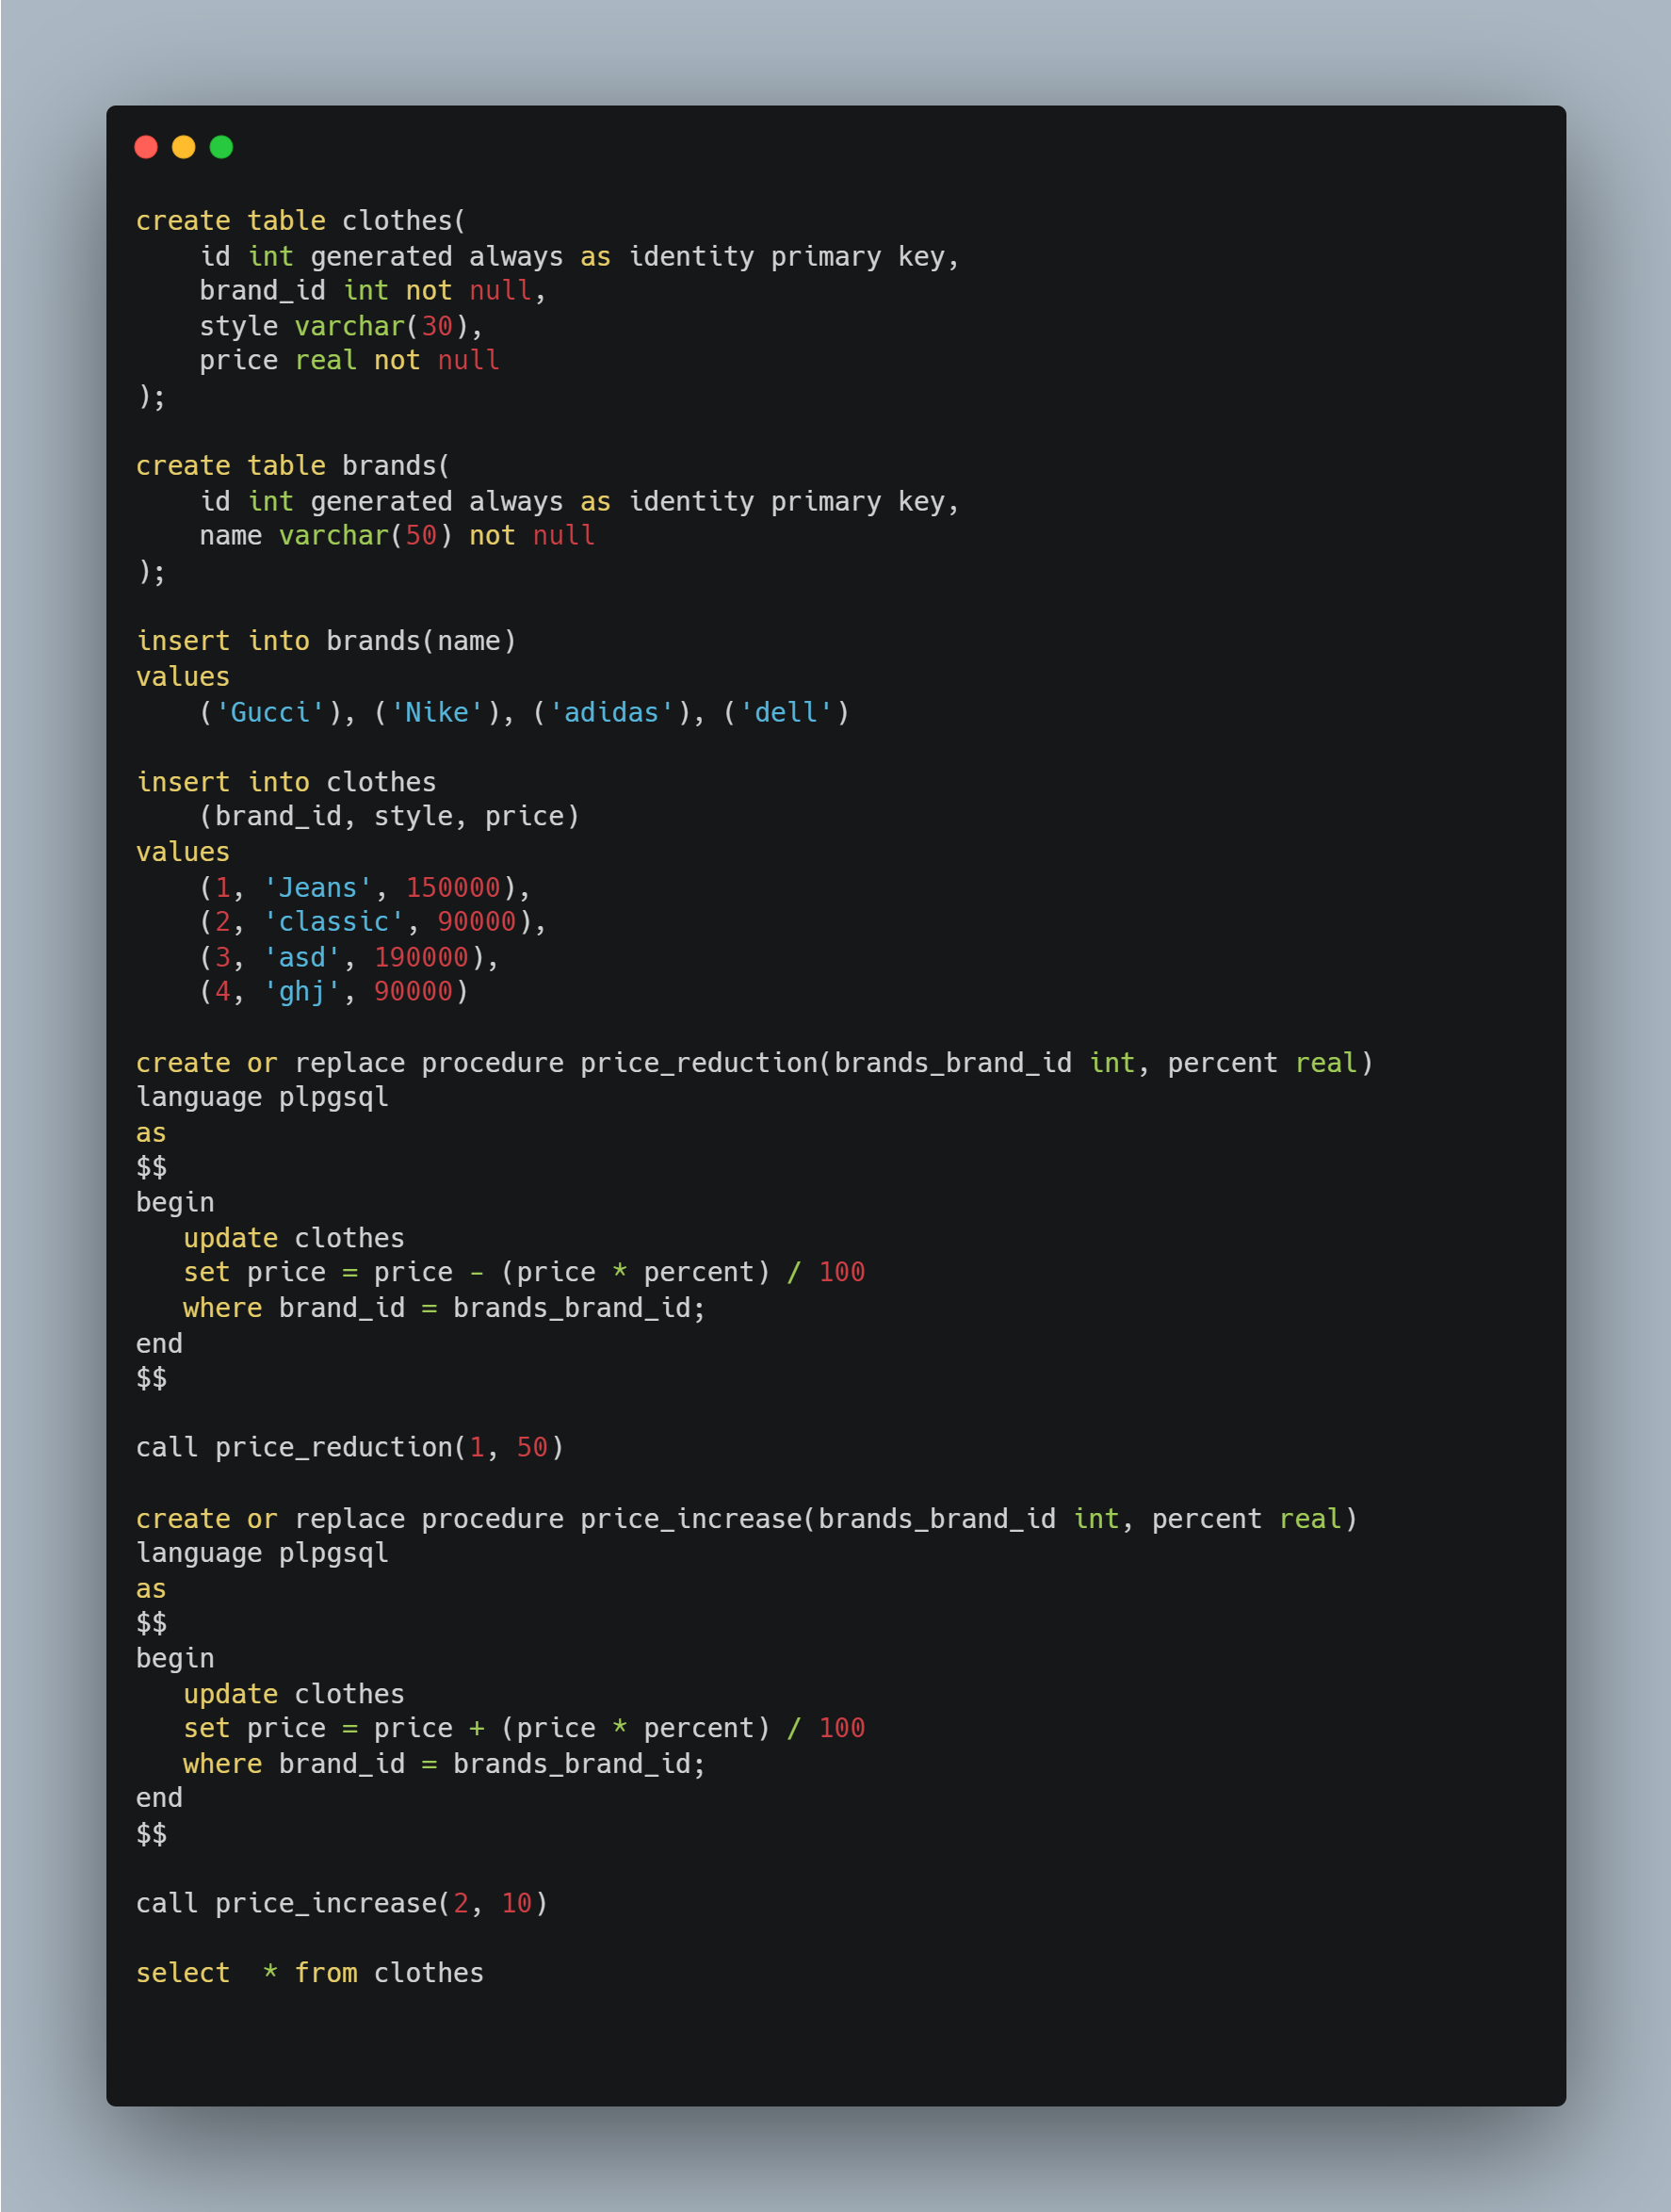 create table clothes(
    id int generated always as identity primary key,
    brand_id int not null,
    style varchar(30),
    price real not null
);

create table brands(
    id int generated always as identity primary key,
    name varchar(50) not null
);

insert into brands(name)
values
    ('Gucci'), ('Nike'), ('adidas'), ('dell')

insert into clothes
    (brand_id, style, price)
values
    (1, 'Jeans', 150000),
    (2, 'classic', 90000),
    (3, 'asd', 190000),
    (4, 'ghj', 90000)

create or replace procedure price_reduction(brands_brand_id int, percent real)
language plpgsql
as
$$
begin
   update clothes
   set price = price - (price * percent) / 100
   where brand_id = brands_brand_id;
end
$$

call price_reduction(1, 50)

create or replace procedure price_increase(brands_brand_id int, percent real)
language plpgsql
as
$$
begin
   update clothes
   set price = price + (price * percent) / 100
   where brand_id = brands_brand_id;
end
$$

call price_increase(2, 10)

select  * from clothes